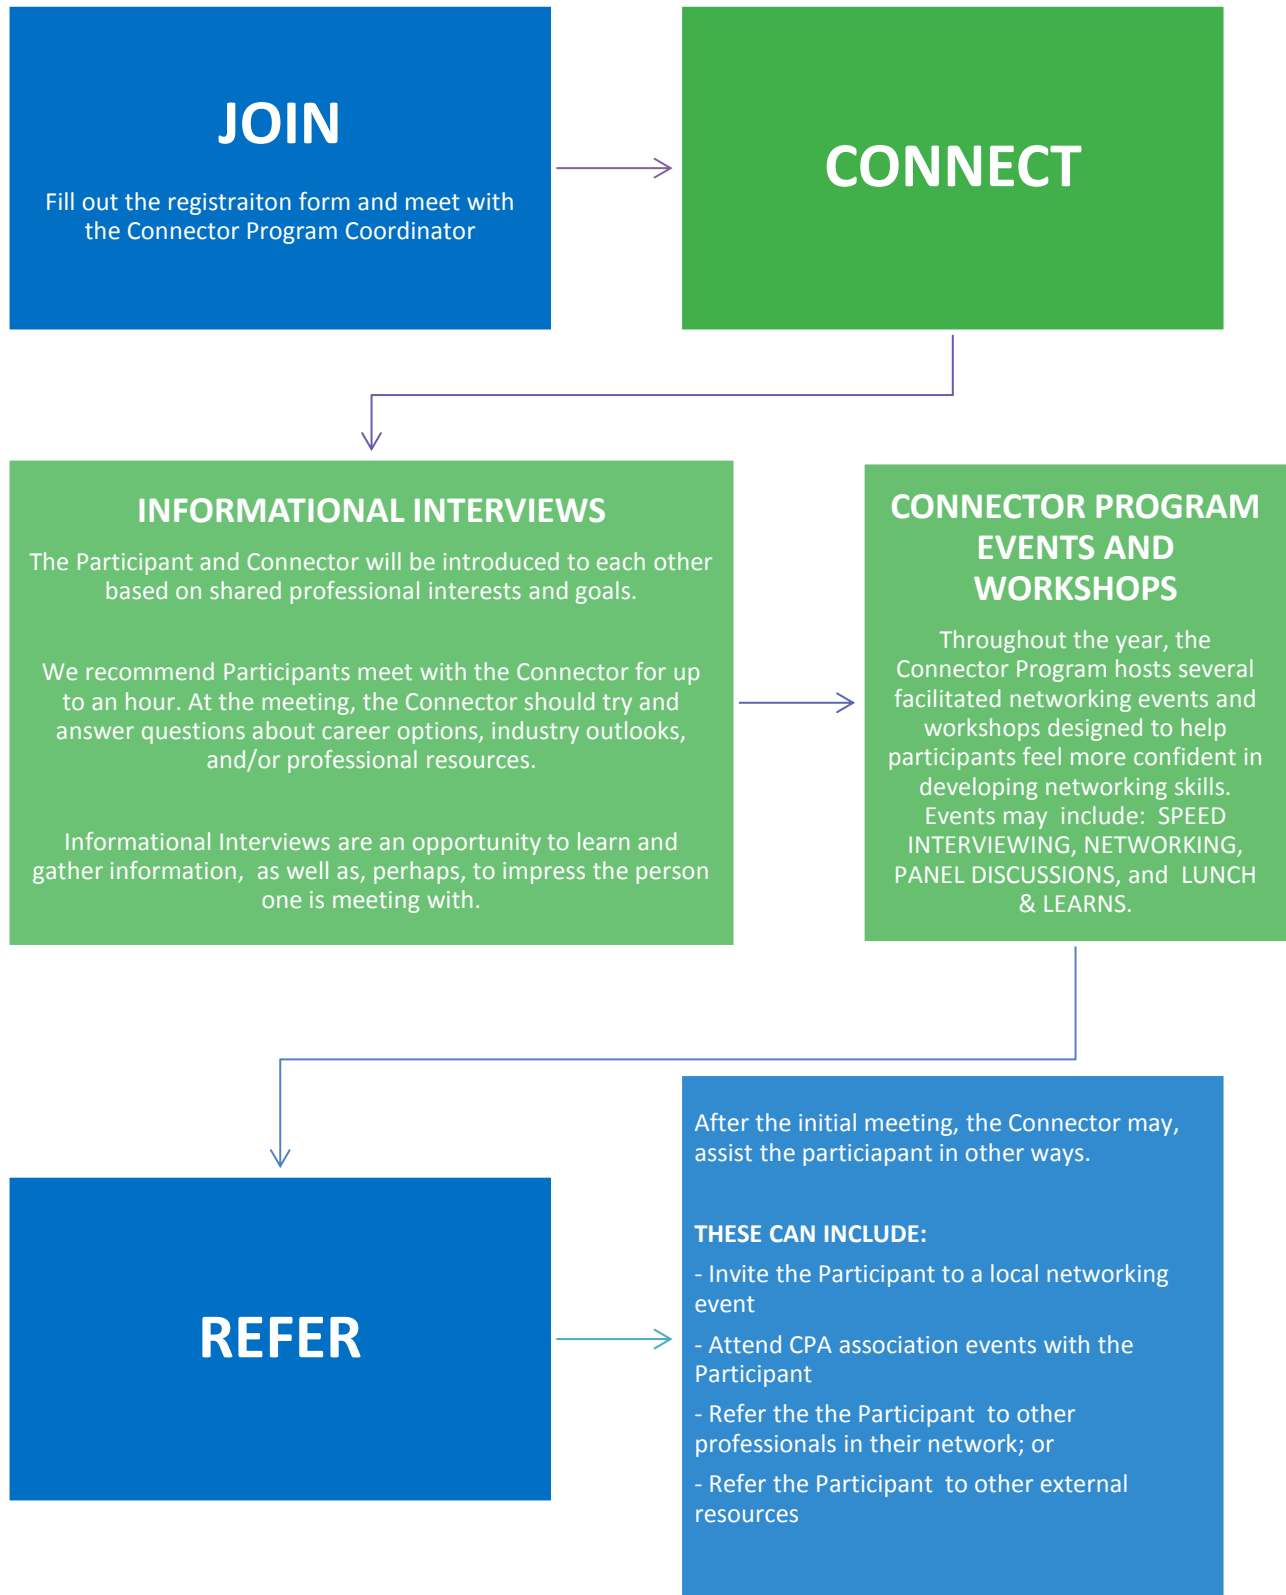 JOIN
Fill out the registraiton form and meet with
the Connector Program Coordinator
CONNECT
INFORMATIONAL INTERVIEWS
The Participant and Connector will be introduced to each other
based on shared professional interests and goals.
We recommend Participants meet with the Connector for up
to an hour. At the meeting, the Connector should try and
answer questions about career options, industry outlooks,
and/or professional resources.
Informational Interviews are an opportunity to learn and
gather information,  as well as, perhaps, to impress the person
one is meeting with.
CONNECTOR PROGRAM
EVENTS AND
WORKSHOPS
Throughout the year, the
Connector Program hosts several
facilitated networking events and
workshops designed to help
participants feel more confident in
developing networking skills.
Events may  include:  SPEED
INTERVIEWING, NETWORKING,
PANEL DISCUSSIONS, and  LUNCH
& LEARNS.
REFER
After the initial meeting, the Connector may,
assist the particiapant in other ways.
THESE CAN INCLUDE:
- Invite the Participant to a local networking
event
- Attend CPA association events with the
Participant
- Refer the the Participant  to other
professionals in their network; or
- Refer the Participant  to other external
resources